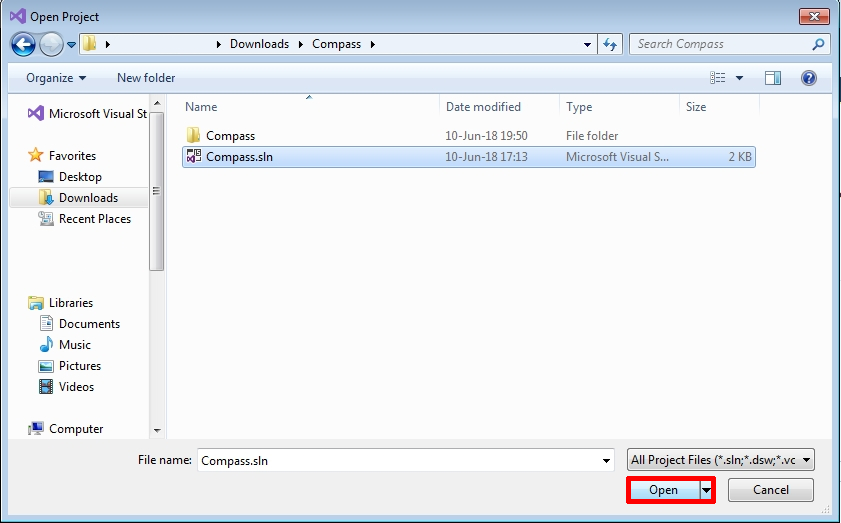 Open Project
Downloads Compass
Search Compass
Organize New folder
Name Date modified Type Size
Microsoft Visual St
Compass 10-Jun-18 19:50 File folder
Compass.sln 10-Jun-18 17:13 Microsoft Visual S... 2 KB
Favorites
Desktop
Downloads
Recent Places
Libraries
Documents
Music
Pictures
Videos
Computer
File name: Compass.sln All Project Files (*.sln;*.dsw;*.vc
Open Cancel